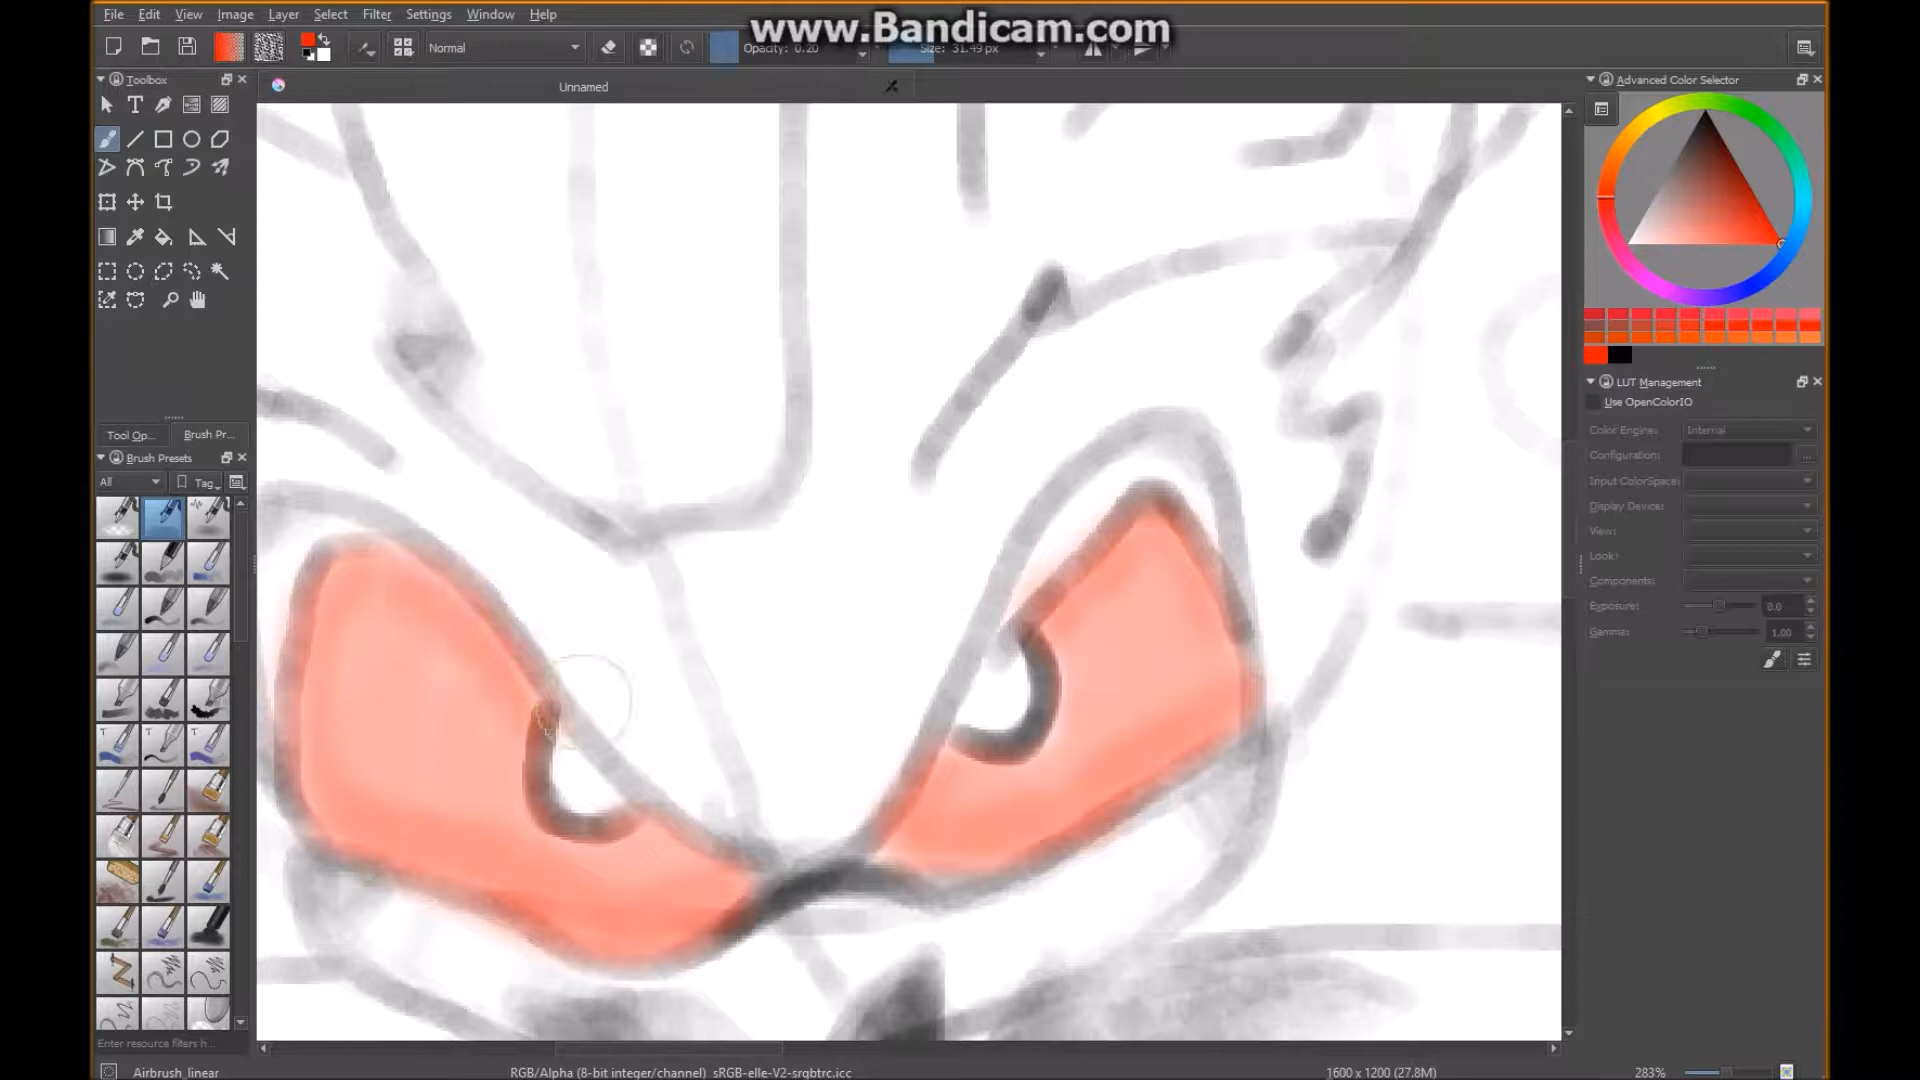 File Edit View Image Layer Select Filter Settings Window Help
www.Bandicam.com
Normal
Opacity: 0.20
Size: 31.49 px
Toolbox
Unnamed
Advanced Color Selector
Tool Op...
Brush Pr...
Brush Presets
All
Tag
Enter resource filters h...
LUT Management
Use OpenColorIO
Color Engine: Internal
Configuration: ...
Input ColorSpace:
Display Device:
View:
Look:
Components:
Exposure: 0.0
Gamma: 1.00
Airbrush_linear
RGB/Alpha (8-bit integer/channel) sRGB-elle-V2-srgbtrc.icc
1600 x 1200 (27.8M)
283%